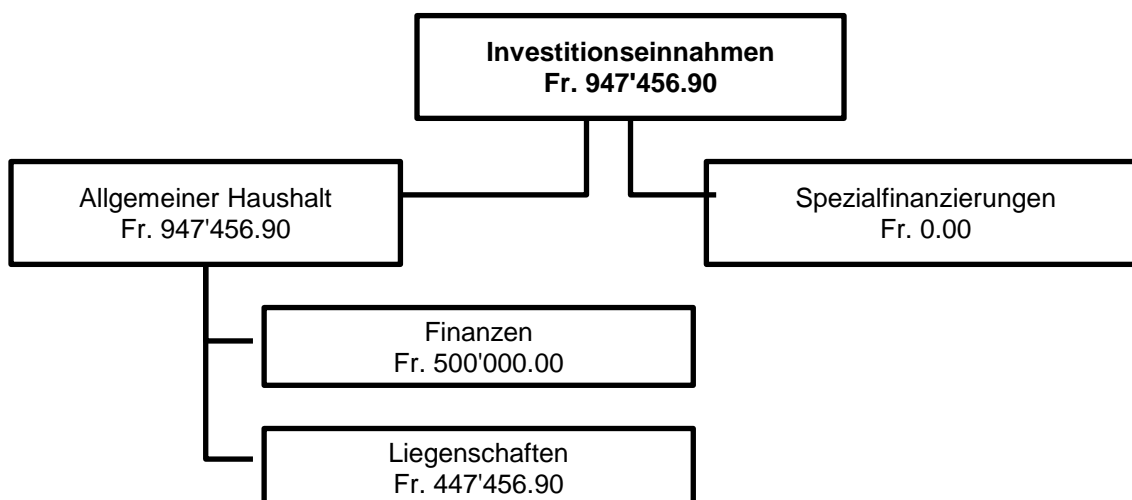 Investitionseinnahmen
Fr. 947'456.90
Allgemeiner Haushalt
Fr. 947'456.90
Spezialfinanzierungen
Fr. 0.00
Finanzen
Fr. 500'000.00
Liegenschaften
Fr. 447'456.90